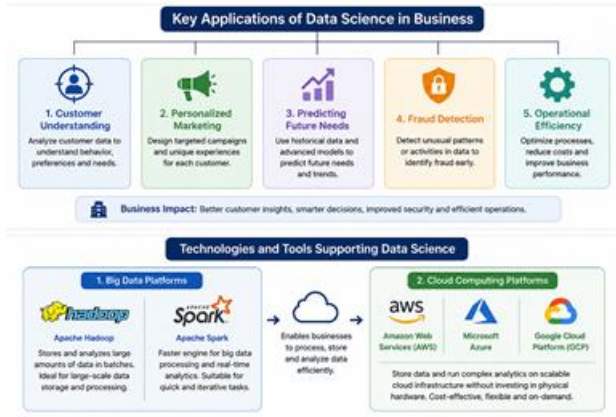 Key Applications of Data Science in Business
1. Customer
Understanding
Analyze customer data to
understand behavior,
preferences and needs.
2. Personalized
Marketing
Design targeted campaigns
and unique experiences
for each customer.
3. Predicting
Future Needs
Use historical data and
advanced models to
predict future needs
and trends.
4. Fraud Detection
Detect unusual patterns
or activities in data to
identify fraud early.
5. Operational
Efficiency
Optimize processes,
reduce costs and
improve business
performance.
Business Impact: Better customer insights, smarter decisions, improved security and efficient operations.
Technologies and Tools Supporting Data Science
1. Big Data Platforms
hadoop
Apache Hadoop
Stores and analyzes large
amounts of data in batches.
Ideal for large-scale data
storage and processing.
APACHE
Spark
Apache Spark
Faster engine for big data
processing and real-time
analytics. Suitable for
quick and iterative tasks.
Enables businesses
to process, store
and analyze data
efficiently.
2. Cloud Computing Platforms
aws
Amazon Web
Services (AWS)
Microsoft
Azure
Google Cloud
Platform (GCP)
Store data and run complex analytics on scalable
cloud infrastructure without investing in physical
hardware. Cost-effective, flexible and on-demand.